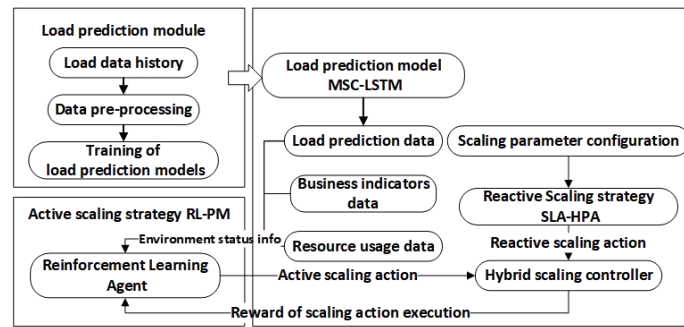 Load prediction module
Load data history
Data pre-processing
Training of
load prediction models
Load prediction model
MSC-LSTM
Load prediction data
Business indicators
data
Resource usage data
Scaling parameter configuration
Reactive Scaling strategy
SLA-HPA
Reactive scaling action
Hybrid scaling controller
Active scaling strategy RL-PM
Environment status info
Reinforcement Learning
Agent
Active scaling action
Reward of scaling action execution